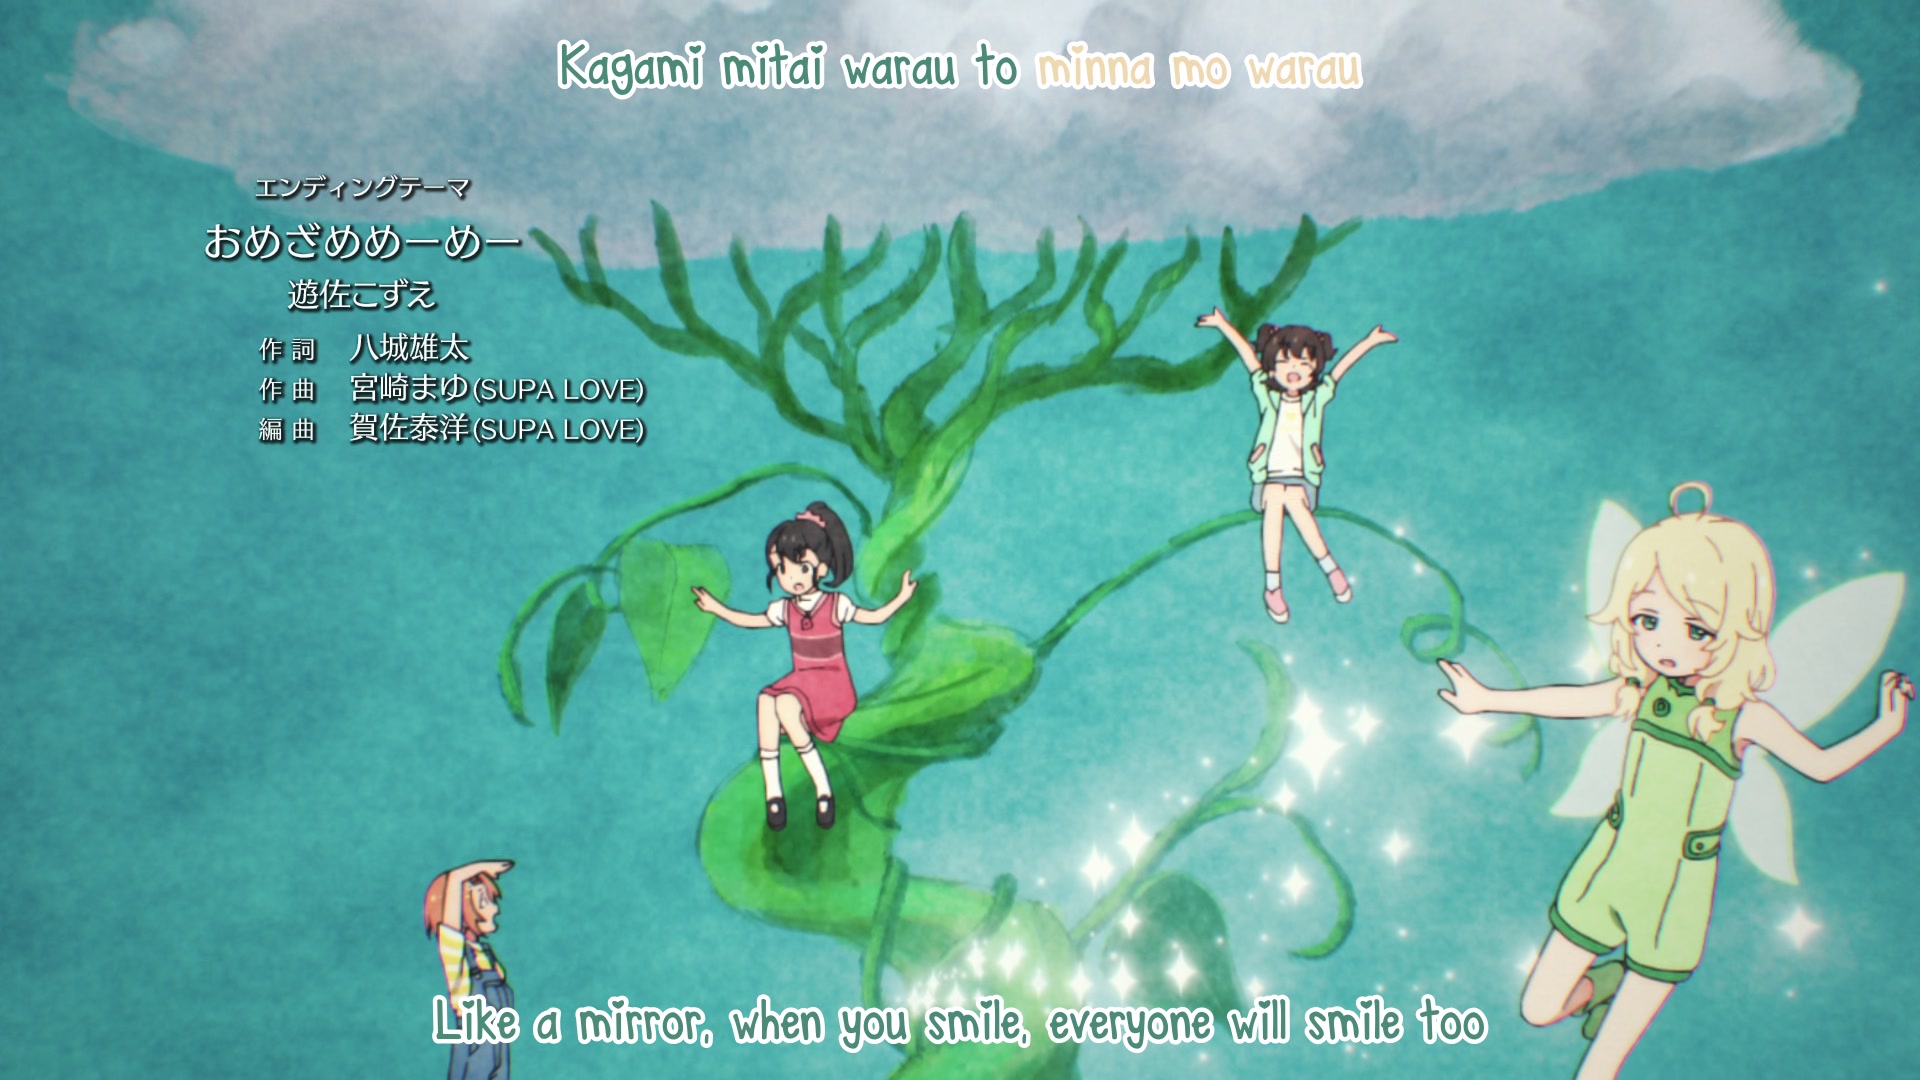 Kagami mitai warau to minna mo warau
エンディングテーマ
おめざめめーめー
遊佐こずえ
作 詞 八城雄太
作 曲 宮崎まゆ(SUPA LOVE)
編 曲 賀佐泰洋(SUPA LOVE)
Like a mirror, when you smile, everyone will smile too